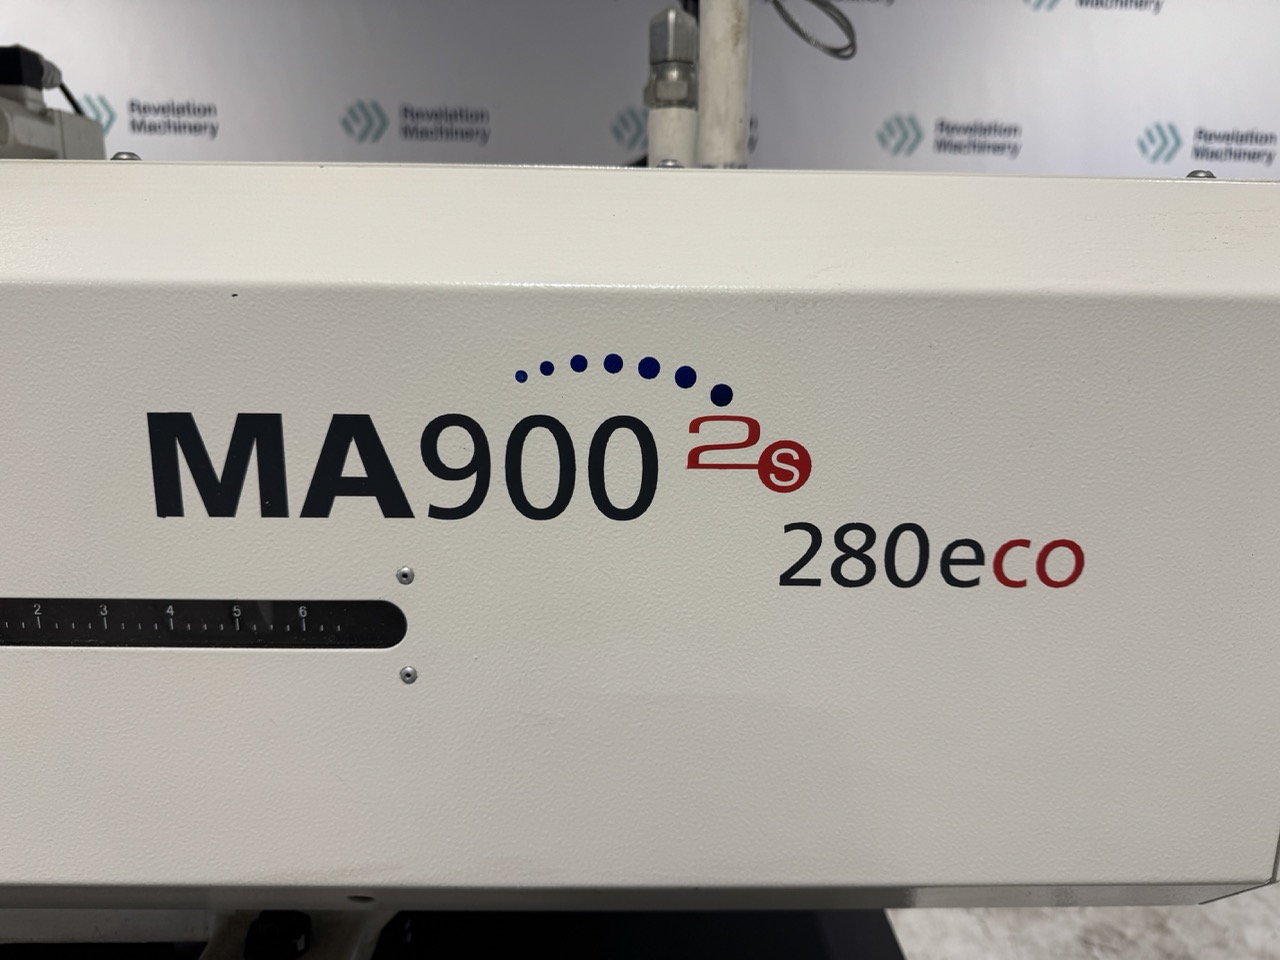 Revelation
Machinery
Revelation
Machinery
Revelation
Machinery
Revelation
Machinery
MA900 2s
280eco
2 3 4 5 6